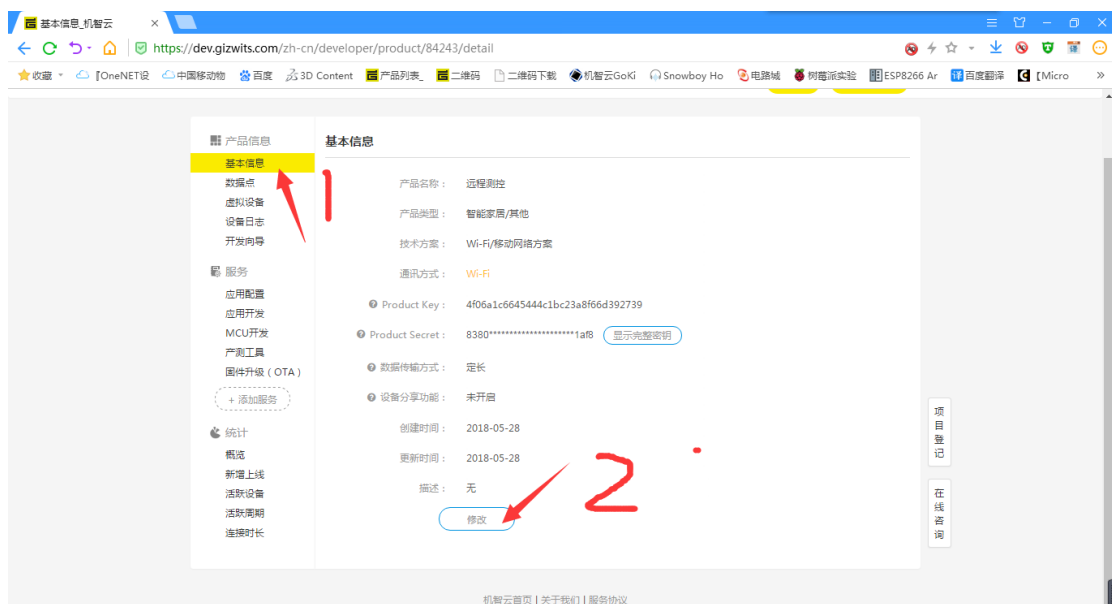 基本信息_机智云
https://dev.gizwits.com/zh-cn/developer/product/84243/detail
收藏 【OneNET设 中国移动物 百度 3D Content 产品列表_ 二维码 二维码下载 机智云GoKi Snowboy Ho 电路城 树莓派实验 ESP8266 Ar 百度翻译 【Micro
产品信息
基本信息
数据点
虚拟设备
设备日志
开发向导
服务
应用配置
应用开发
MCU开发
产测工具
固件升级（OTA）
+ 添加服务
统计
概览
新增上线
活跃设备
活跃周期
连接时长
基本信息
产品名称： 远程测控
产品类型： 智能家居/其他
技术方案： Wi-Fi/移动网络方案
通讯方式： Wi-Fi
Product Key： 4f06a1c6645444c1bc23a8f66d392739
Product Secret： 8380**********************1af8 显示完整密钥
数据传输方式： 定长
设备分享功能： 未开启
创建时间： 2018-05-28
更新时间： 2018-05-28
描述： 无
修改
1
2
项目登记
在线咨询
机智云首页 | 关于我们 | 服务协议